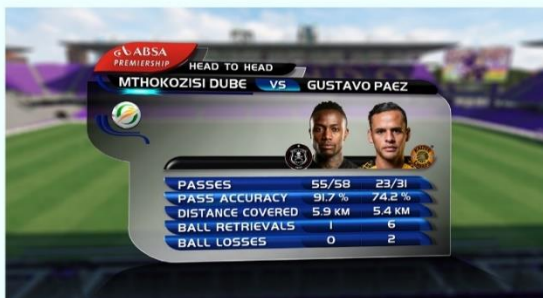 ABSA
PREMIERSHIP
HEAD TO HEAD
MTHOKOZISI DUBE VS GUSTAVO PAEZ
PASSES 55/58 23/31
PASS ACCURACY 91.7 % 74.2 %
DISTANCE COVERED 5.9 KM 5.4 KM
BALL RETRIEVALS 1 6
BALL LOSSES 0 2